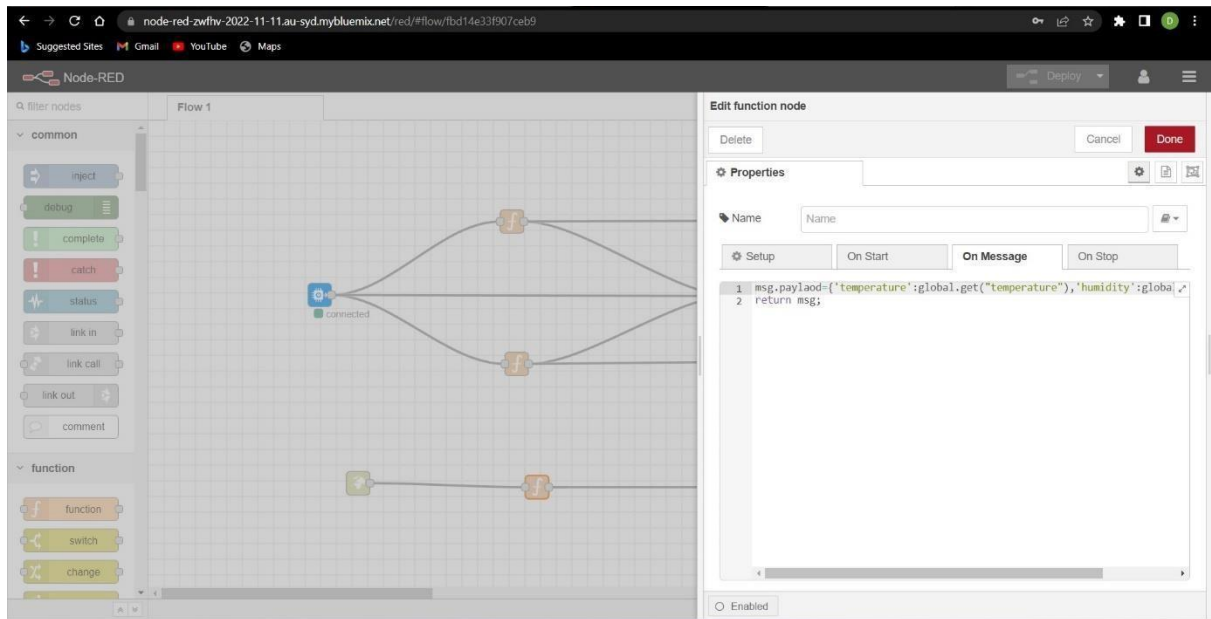 node-red-zwfhv-2022-11-11.au-syd.mybluemix.net/red/#flow/fbd14e33f907ceb9
D
Suggested Sites Gmail YouTube Maps
Node-RED
Deploy
filter nodes
Flow 1
common
inject
debug
complete
catch
status
link in
link call
link out
comment
function
function
switch
change
connected
Edit function node
Delete
Cancel
Done
Properties
Name
Name
Setup
On Start
On Message
On Stop
1 msg.paylaod={'temperature':global.get("temperature"),'humidity':globa
2 return msg;
Enabled